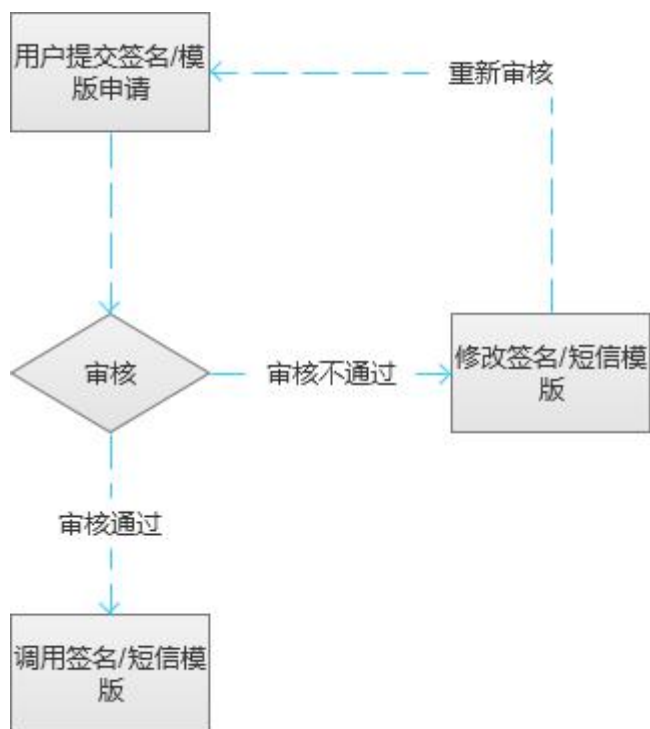 用户提交签名/模
版申请
重新审核
审核
审核不通过
修改签名/短信模
版
审核通过
调用签名/短信模
版